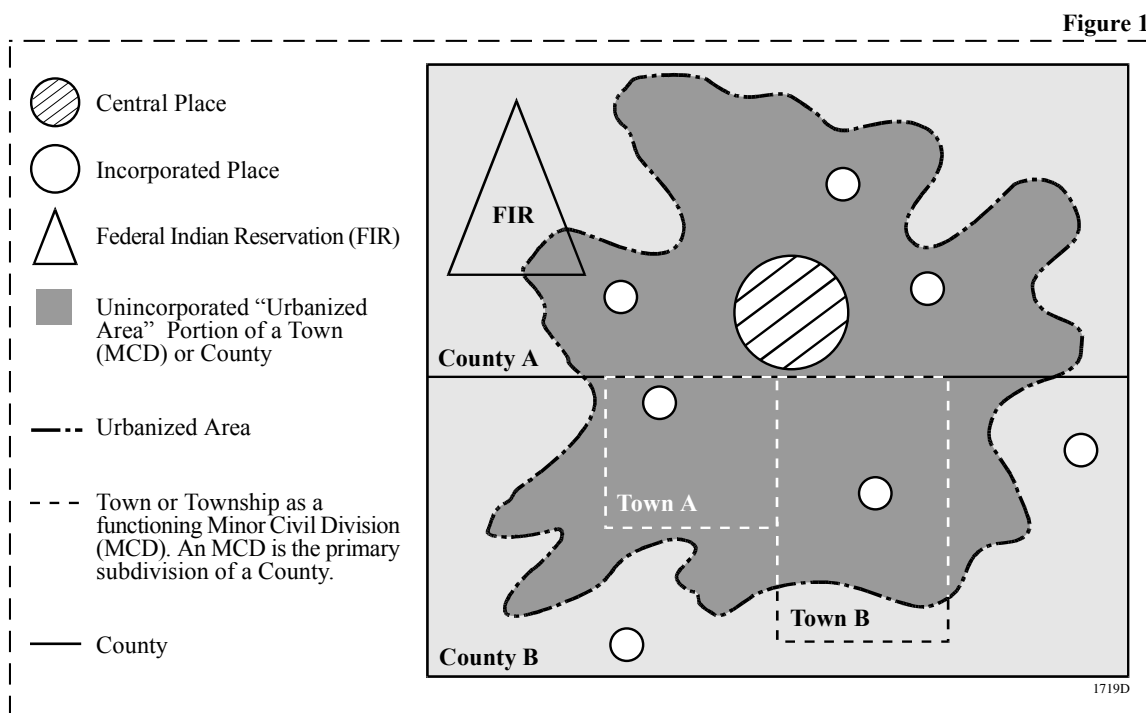 Figure 1
Central Place
Incorporated Place
Federal Indian Reservation (FIR)
Unincorporated “Urbanized
Area” Portion of a Town
(MCD) or County
Urbanized Area
Town or Township as a
functioning Minor Civil Division
(MCD). An MCD is the primary
subdivision of a County.
County
FIR
County A
Town A
Town B
County B
1719D